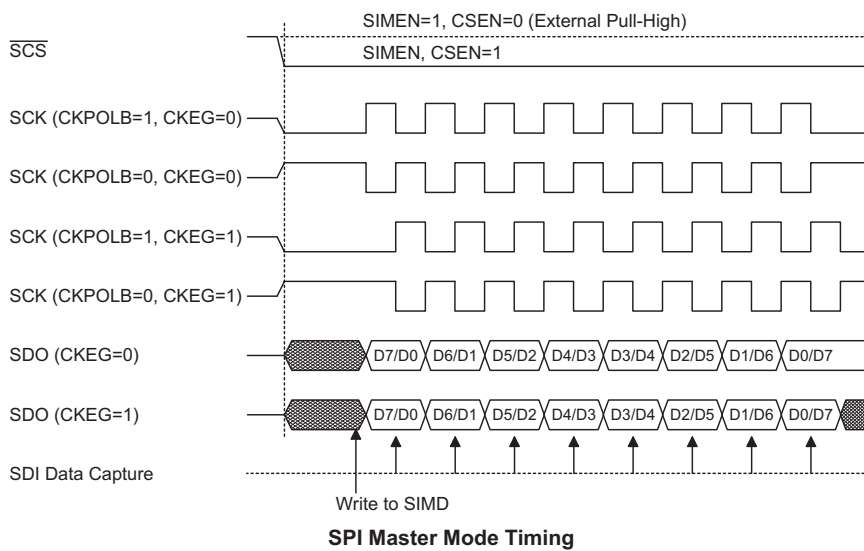 SIMEN=1, CSEN=0 (External Pull-High)
SCS
SIMEN, CSEN=1
SCK (CKPOLB=1, CKEG=0)
SCK (CKPOLB=0, CKEG=0)
SCK (CKPOLB=1, CKEG=1)
SCK (CKPOLB=0, CKEG=1)
SDO (CKEG=0) D7/D0 D6/D1 D5/D2 D4/D3 D3/D4 D2/D5 D1/D6 D0/D7
SDO (CKEG=1) D7/D0 D6/D1 D5/D2 D4/D3 D3/D4 D2/D5 D1/D6 D0/D7
SDI Data Capture
Write to SIMD
SPI Master Mode Timing